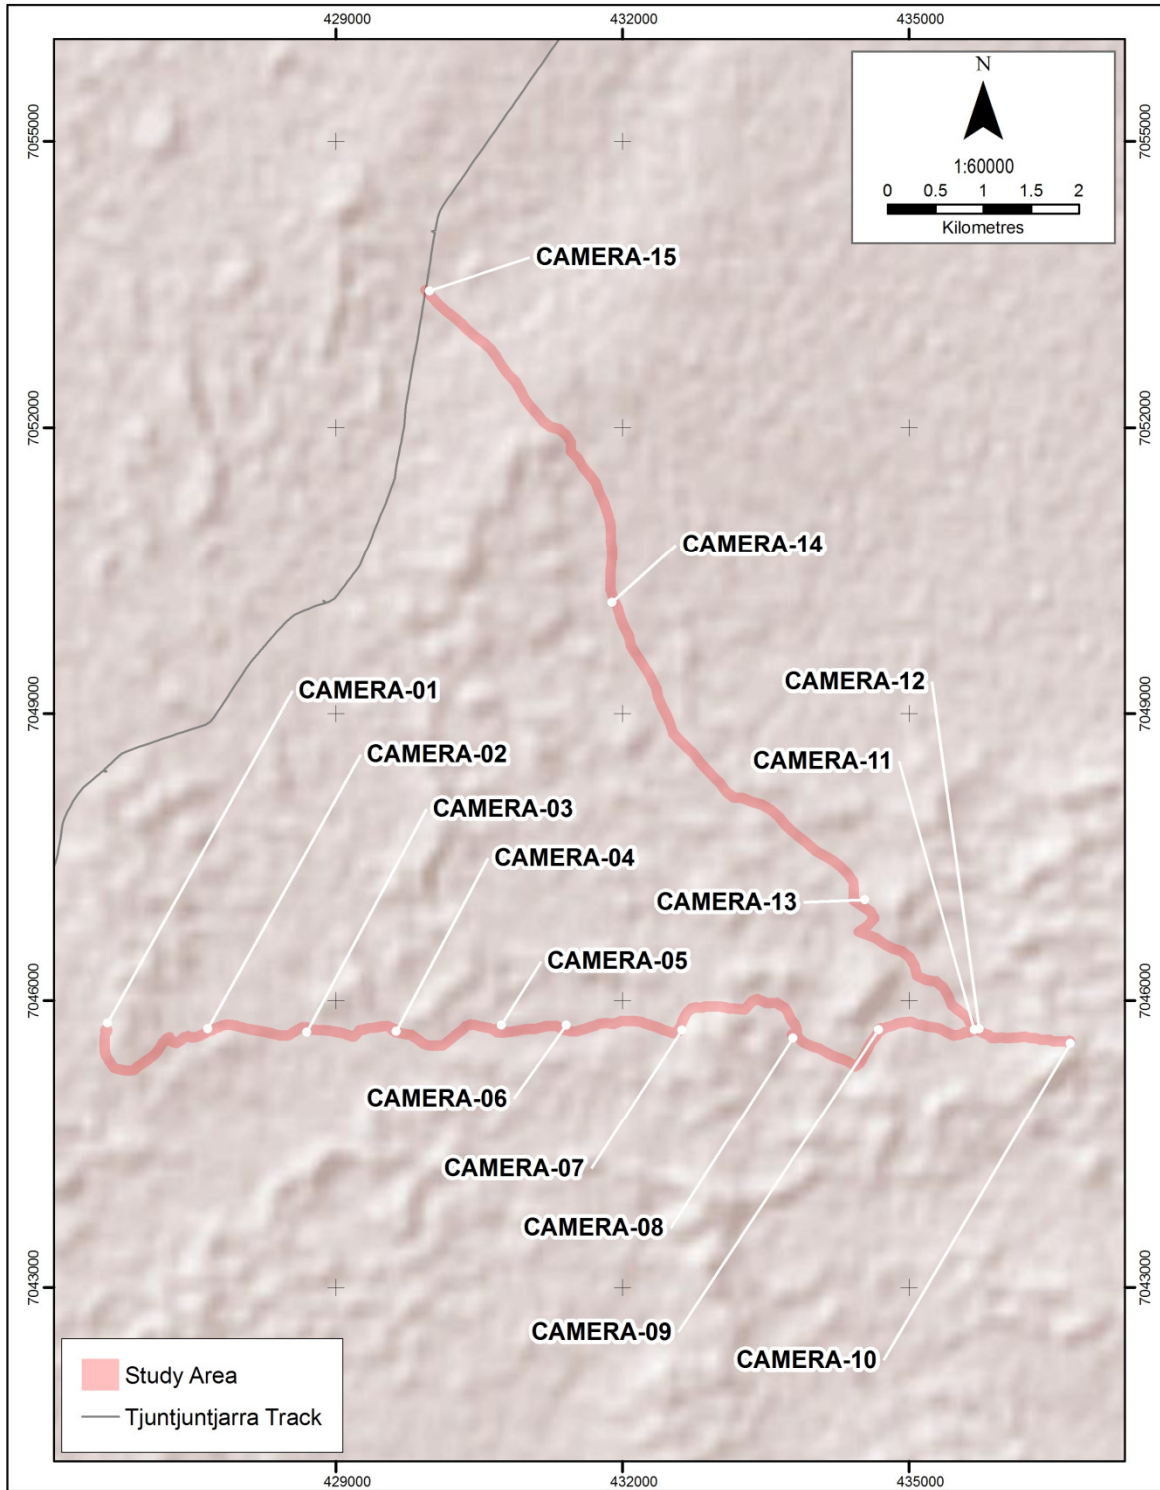 429000
432000
435000
N
1:60000
0 0.5 1 1.5 2
Kilometres
7055000
7055000
CAMERA-15
7052000
7052000
CAMERA-14
CAMERA-12
CAMERA-01
7049000
7049000
CAMERA-02
CAMERA-11
CAMERA-03
CAMERA-04
CAMERA-13
CAMERA-05
7046000
7046000
CAMERA-06
CAMERA-07
CAMERA-08
7043000
7043000
CAMERA-09
CAMERA-10
Study Area
Tjuntjuntjarra Track
429000
432000
435000